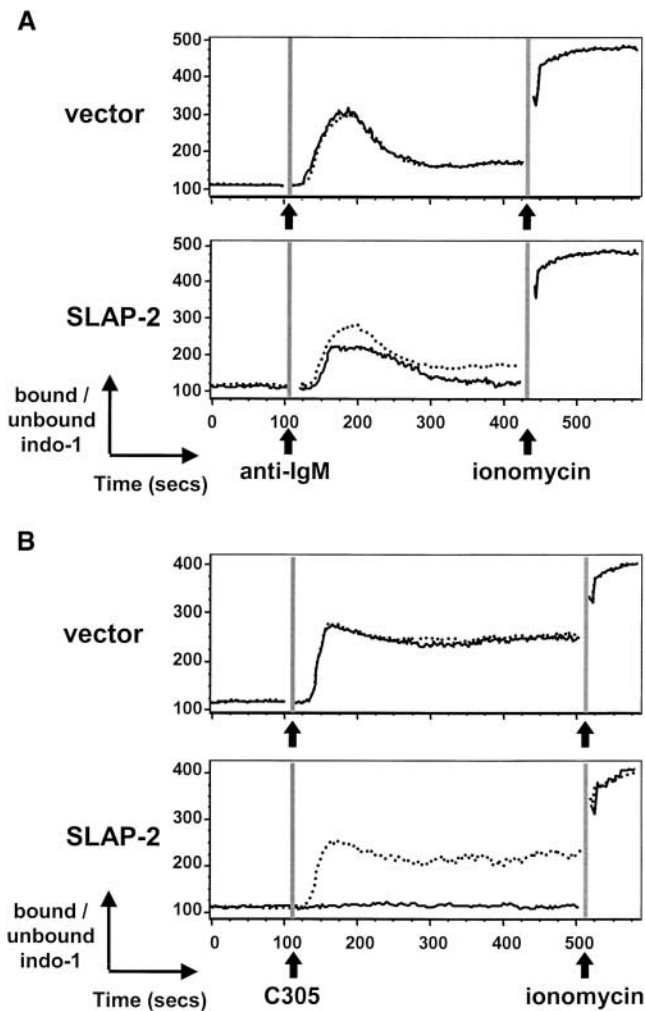 A
vector
500
400
300
200
100
SLAP-2
500
400
300
200
100
0 100 200 300 400 500
bound /
unbound
indo-1
Time (secs)
anti-IgM
ionomycin
B
vector
400
300
200
100
SLAP-2
400
300
200
100
0 100 200 300 400 500
bound /
unbound
indo-1
Time (secs)
C305
ionomycin